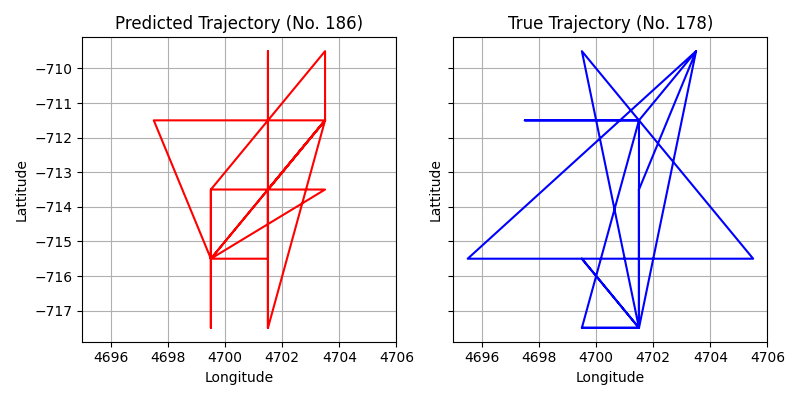 Predicted Trajectory (No. 186)
True Trajectory (No. 178)
Lattitude
−710
−711
−712
−713
−714
−715
−716
−717
4696 4698 4700 4702 4704 4706
Longitude
Lattitude
4696 4698 4700 4702 4704 4706
Longitude